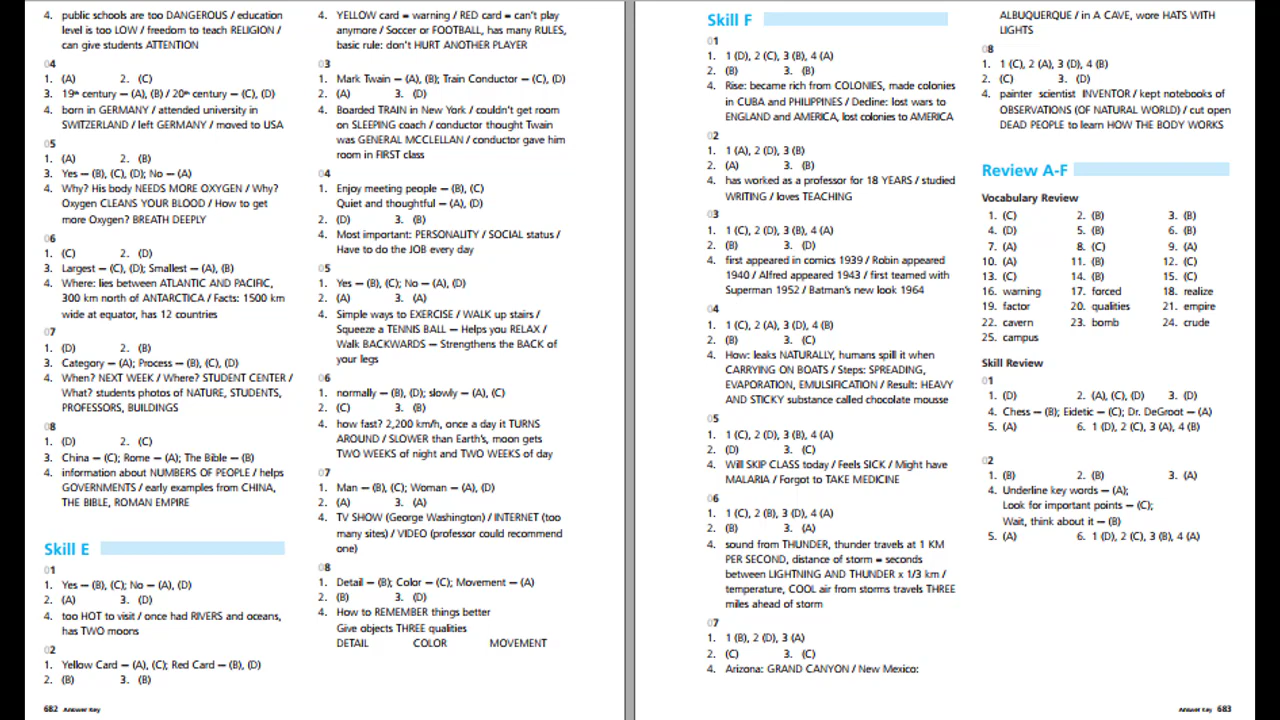 4. public schools are too DANGEROUS / education
level is too LOW / freedom to teach RELIGION /
can give students ATTENTION
04
1. (A) 2. (C)
3. 19th century – (A), (B) / 20th century – (C), (D)
4. born in GERMANY / attended university in
SWITZERLAND / left GERMANY / moved to USA
05
1. (A) 2. (B)
3. Yes – (B), (C), (D); No – (A)
4. Why? His body NEEDS MORE OXYGEN / Why?
Oxygen CLEANS YOUR BLOOD / How to get
more Oxygen? BREATH DEEPLY
06
1. (C) 2. (D)
3. Largest – (C), (D); Smallest – (A), (B)
4. Where: lies between ATLANTIC AND PACIFIC,
300 km north of ANTARCTICA / Facts: 1500 km
wide at equator, has 12 countries
07
1. (D) 2. (B)
3. Category – (A); Process – (B), (C), (D)
4. When? NEXT WEEK / Where? STUDENT CENTER /
What? students photos of NATURE, STUDENTS,
PROFESSORS, BUILDINGS
08
1. (D) 2. (C)
3. China – (C); Rome – (A); The Bible – (B)
4. information about NUMBERS OF PEOPLE / helps
GOVERNMENTS / early examples from CHINA,
THE BIBLE, ROMAN EMPIRE
Skill E
01
1. Yes – (B), (C); No – (A), (D)
2. (A) 3. (D)
4. too HOT to visit / once had RIVERS and oceans,
has TWO moons
02
1. Yellow Card – (A), (C); Red Card – (B), (D)
2. (B) 3. (B)
4. YELLOW card = warning / RED card = can't play
anymore / Soccer or FOOTBALL, has many RULES,
basic rule: don't HURT ANOTHER PLAYER
03
1. Mark Twain – (A), (B); Train Conductor – (C), (D)
2. (A) 3. (D)
4. Boarded TRAIN in New York / couldn't get room
on SLEEPING coach / conductor thought Twain
was GENERAL MCCLELLAN / conductor gave him
room in FIRST class
04
1. Enjoy meeting people – (B), (C)
Quiet and thoughtful – (A), (D)
2. (D) 3. (B)
4. Most important: PERSONALITY / SOCIAL status /
Have to do the JOB every day
05
1. Yes – (B), (C); No – (A), (D)
2. (A) 3. (A)
4. Simple ways to EXERCISE / WALK up stairs /
Squeeze a TENNIS BALL – Helps you RELAX /
Walk BACKWARDS – Strengthens the BACK of
your legs
06
1. normally – (B), (D); slowly – (A), (C)
2. (C) 3. (B)
4. how fast? 2,200 km/h, once a day it TURNS
AROUND / SLOWER than Earth's, moon gets
TWO WEEKS of night and TWO WEEKS of day
07
1. Man – (B), (C); Woman – (A), (D)
2. (A) 3. (A)
4. TV SHOW (George Washington) / INTERNET (too
many sites) / VIDEO (professor could recommend
one)
08
1. Detail – (B); Color – (C); Movement – (A)
2. (B) 3. (D)
4. How to REMEMBER things better
Give objects THREE qualities
DETAIL COLOR MOVEMENT
682 Answer Key
Skill F
01
1. 1 (D), 2 (C), 3 (B), 4 (A)
2. (B) 3. (B)
4. Rise: became rich from COLONIES, made colonies
in CUBA and PHILIPPINES / Decline: lost wars to
ENGLAND and AMERICA, lost colonies to AMERICA
02
1. 1 (A), 2 (D), 3 (B)
2. (A) 3. (B)
4. has worked as a professor for 18 YEARS / studied
WRITING / loves TEACHING
03
1. 1 (C), 2 (D), 3 (B), 4 (A)
2. (B) 3. (D)
4. first appeared in comics 1939 / Robin appeared
1940 / Alfred appeared 1943 / first teamed with
Superman 1952 / Batman's new look 1964
04
1. 1 (C), 2 (A), 3 (D), 4 (B)
2. (B) 3. (C)
4. How: leaks NATURALLY, humans spill it when
CARRYING ON BOATS / Steps: SPREADING,
EVAPORATION, EMULSIFICATION / Result: HEAVY
AND STICKY substance called chocolate mousse
05
1. 1 (C), 2 (D), 3 (B), 4 (A)
2. (D) 3. (C)
4. Will SKIP CLASS today / Feels SICK / Might have
MALARIA / Forgot to TAKE MEDICINE
06
1. 1 (C), 2 (B), 3 (D), 4 (A)
2. (B) 3. (A)
4. sound from THUNDER, thunder travels at 1 KM
PER SECOND, distance of storm = seconds
between LIGHTNING AND THUNDER x 1/3 km /
temperature, COOL air from storms travels THREE
miles ahead of storm
07
1. 1 (B), 2 (D), 3 (A)
2. (C) 3. (C)
4. Arizona: GRAND CANYON / New Mexico:
ALBUQUERQUE / in A CAVE, wore HATS WITH
LIGHTS
08
1. 1 (C), 2 (A), 3 (D), 4 (B)
2. (C) 3. (D)
4. painter scientist INVENTOR / kept notebooks of
OBSERVATIONS (OF NATURAL WORLD) / cut open
DEAD PEOPLE to learn HOW THE BODY WORKS
Review A-F
Vocabulary Review
1. (C) 2. (B) 3. (B)
4. (D) 5. (B) 6. (B)
7. (A) 8. (C) 9. (A)
10. (A) 11. (B) 12. (C)
13. (C) 14. (B) 15. (C)
16. warning 17. forced 18. realize
19. factor 20. qualities 21. empire
22. cavern 23. bomb 24. crude
25. campus
Skill Review
01
1. (D) 2. (A), (C), (D) 3. (D)
4. Chess – (B); Eidetic – (C); Dr. DeGroot – (A)
5. (A) 6. 1 (D), 2 (C), 3 (A), 4 (B)
02
1. (B) 2. (B) 3. (A)
4. Underline key words – (A);
Look for important points – (C);
Wait, think about it – (B)
5. (A) 6. 1 (D), 2 (C), 3 (B), 4 (A)
Answer Key 683